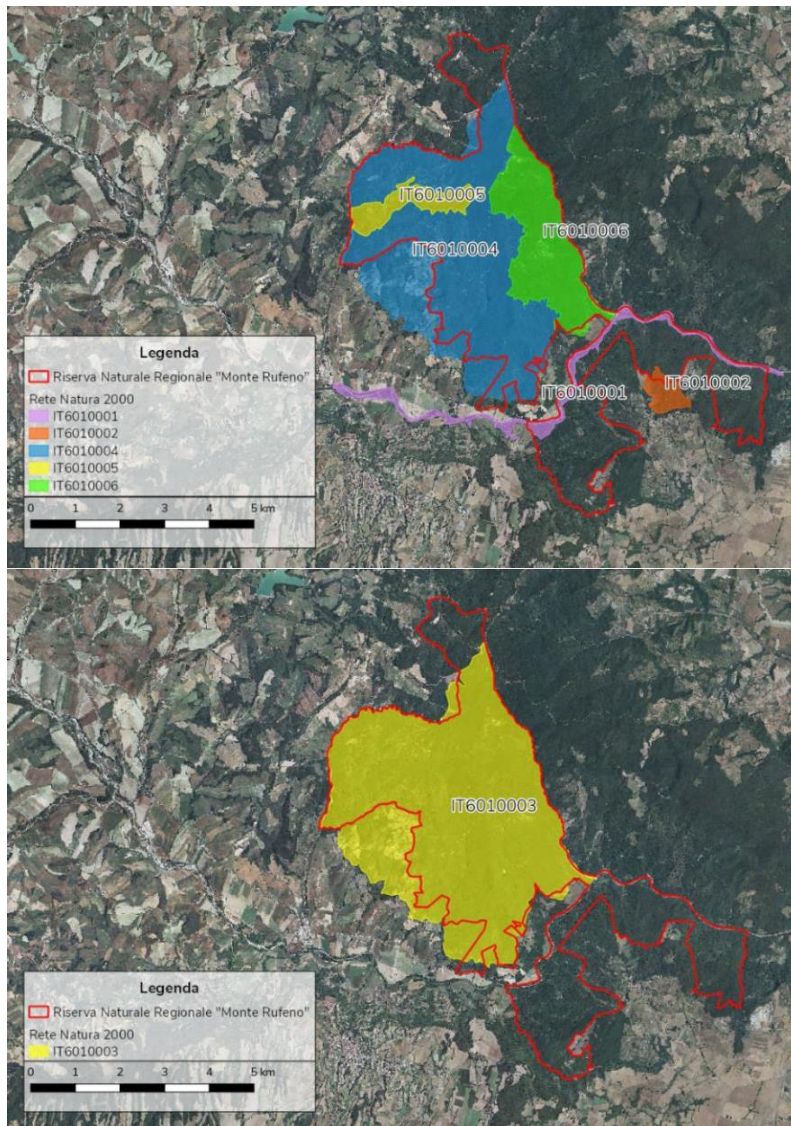 IT6010005
IT6010006
IT6010004
IT6010002
IT6010001
Legenda
Riserva Naturale Regionale "Monte Rufeno"
Rete Natura 2000
IT6010001
IT6010002
IT6010004
IT6010005
IT6010006
0 1 2 3 4 5 km
IT6010003
Legenda
Riserva Naturale Regionale "Monte Rufeno"
Rete Natura 2000
IT6010003
0 1 2 3 4 5 km